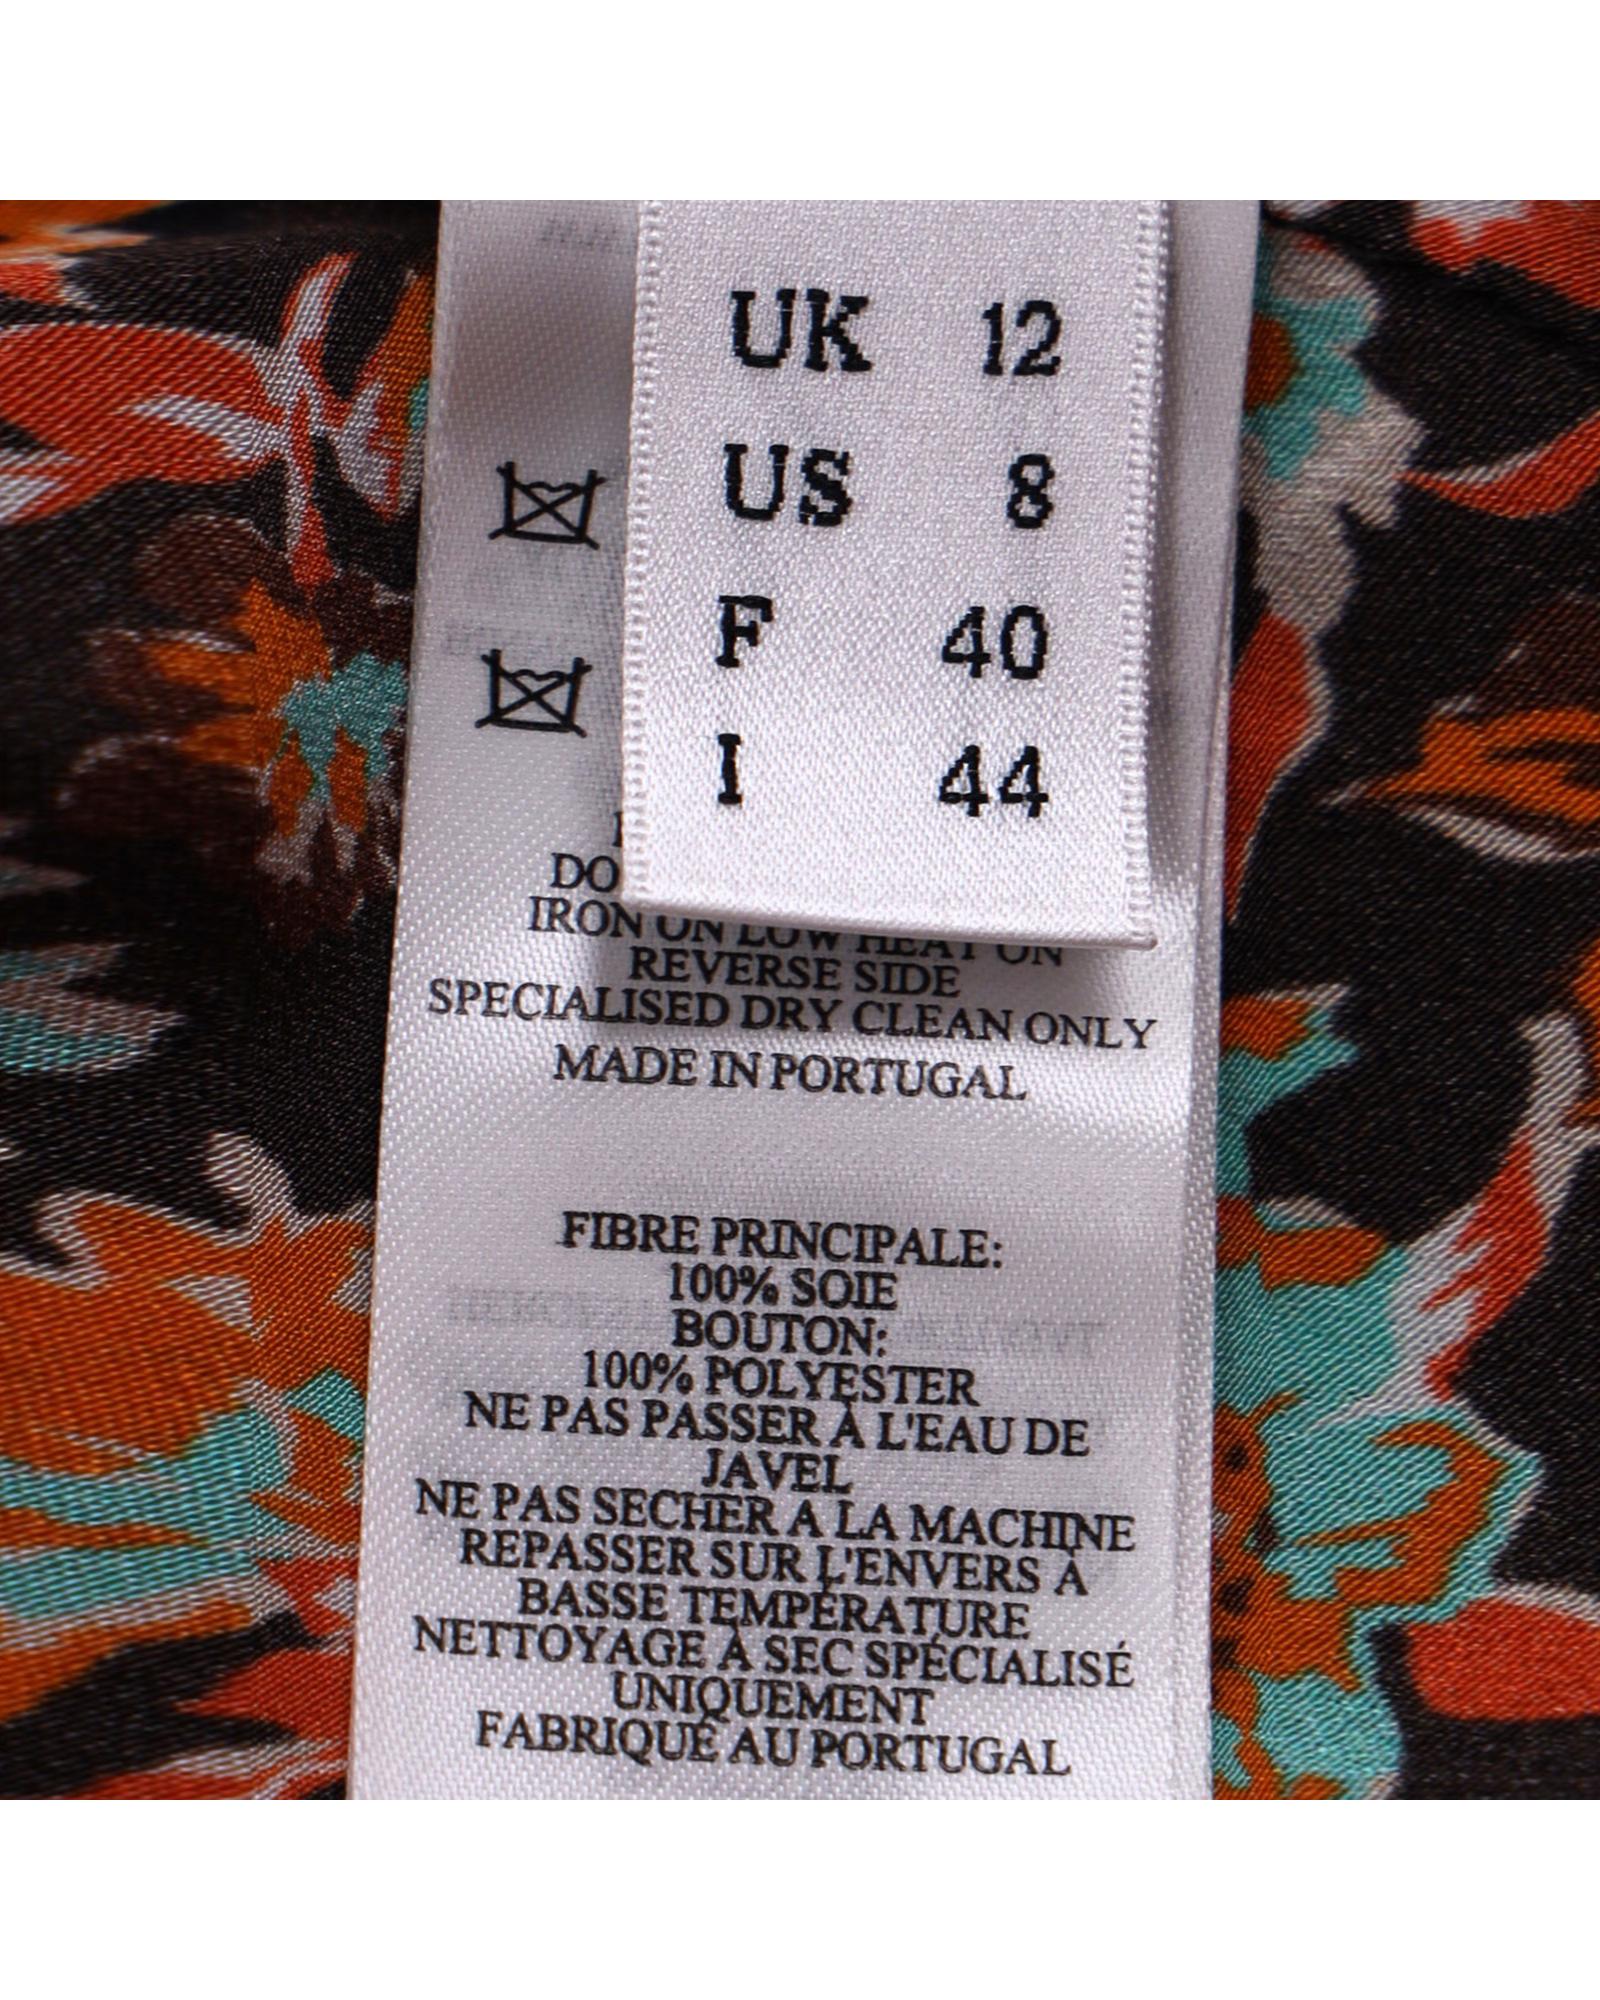 UK 12
US 8
F 40
I 44
DO
IRON ON LOW HEAT ON
REVERSE SIDE
SPECIALISED DRY CLEAN ONLY
MADE IN PORTUGAL
FIBRE PRINCIPALE:
100% SOIE
BOUTON:
100% POLYESTER
NE PAS PASSER À L'EAU DE
JAVEL
NE PAS SECHER A LA MACHINE
REPASSER SUR L'ENVERS À
BASSE TEMPÉRATURE
NETTOYAGE À SEC SPÉCIALISÉ
UNIQUEMENT
FABRIQUÉ AU PORTUGAL